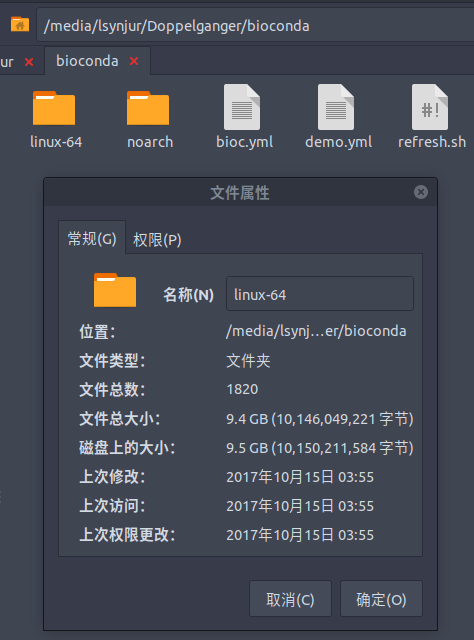 /media/lsynjur/Doppelganger/bioconda
ur
bioconda
linux-64
noarch
bioc.yml
demo.yml
refresh.sh
文件属性
常规(G)
权限(P)
名称(N)
linux-64
位置：
/media/lsynj…er/bioconda
文件类型：
文件夹
文件总数：
1820
文件总大小：
9.4 GB (10,146,049,221 字节)
磁盘上的大小：
9.5 GB (10,150,211,584 字节)
上次修改：
2017年10月15日 03:55
上次访问：
2017年10月15日 03:55
上次权限更改：
2017年10月15日 03:55
取消(C)
确定(O)